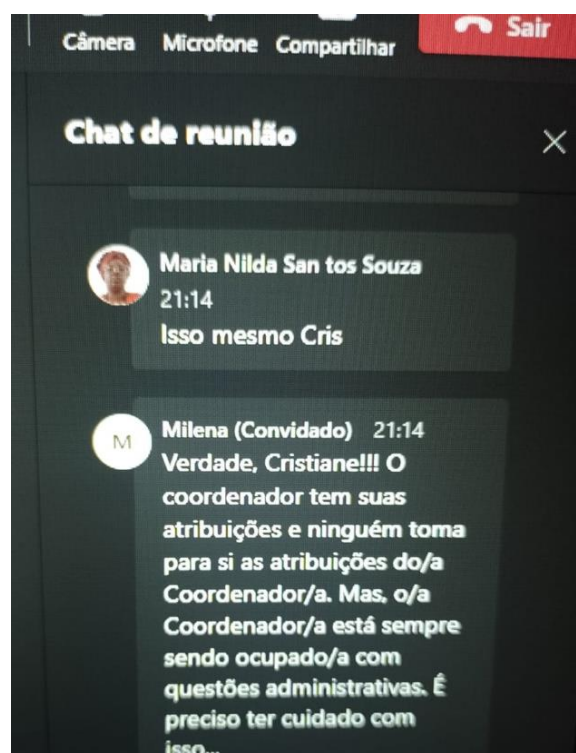 Câmera Microfone Compartilhar Sair
Chat de reunião
Maria Nilda San tos Souza
21:14
Isso mesmo Cris
M
Milena (Convidado) 21:14
Verdade, Cristiane!!! O
coordenador tem suas
atribuições e ninguém toma
para si as atribuições do/a
Coordenador/a. Mas, o/a
Coordenador/a está sempre
sendo ocupado/a com
questões administrativas. É
preciso ter cuidado com
isso...